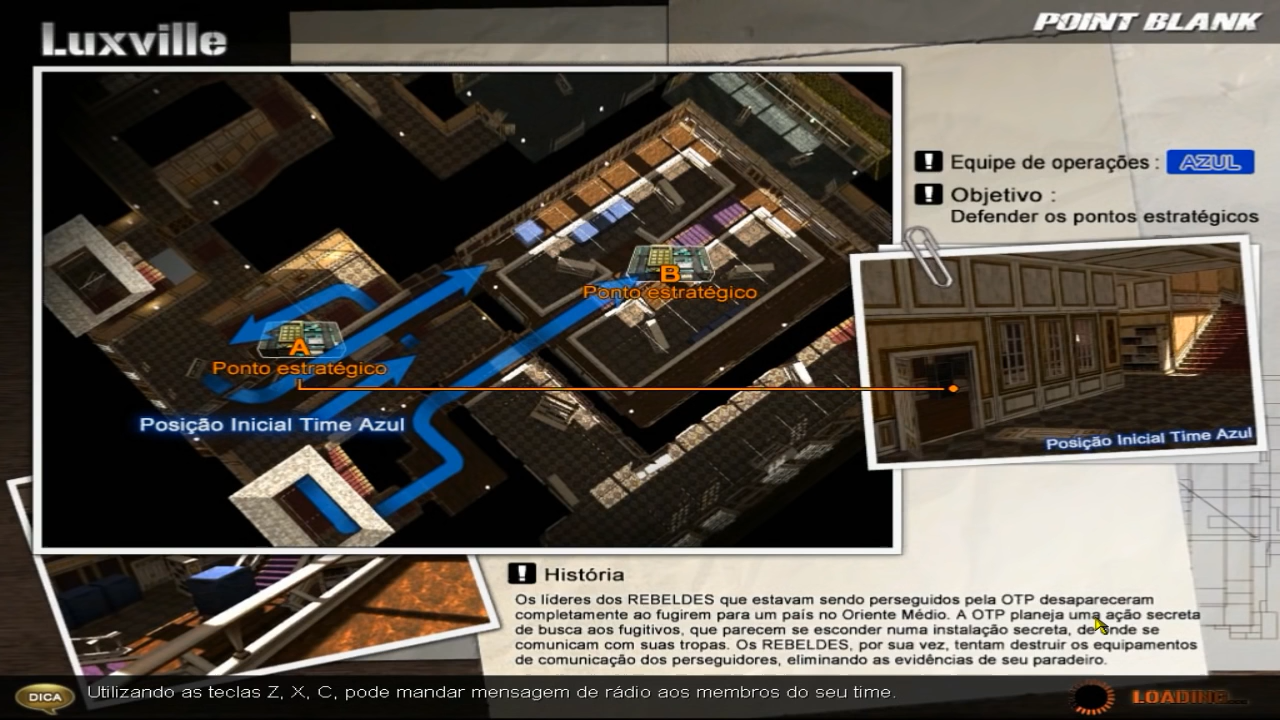 Luxville
POINT BLANK
Equipe de operações : AZUL
Objetivo :
Defender os pontos estratégicos
B
Ponto estratégico
A
Ponto estratégico
Posição Inicial Time Azul
Posição Inicial Time Azul
História
Os líderes dos REBELDES que estavam sendo perseguidos pela OTP desapareceram
completamente ao fugirem para um país no Oriente Médio. A OTP planeja uma ação secreta
de busca aos fugitivos, que parecem se esconder numa instalação secreta, de onde se
comunicam com suas tropas. Os REBELDES, por sua vez, tentam destruir os equipamentos
de comunicação dos perseguidores, eliminando as evidências de seu paradeiro.
DICA Utilizando as teclas Z, X, C, pode mandar mensagem de rádio aos membros do seu time.
LOADING...